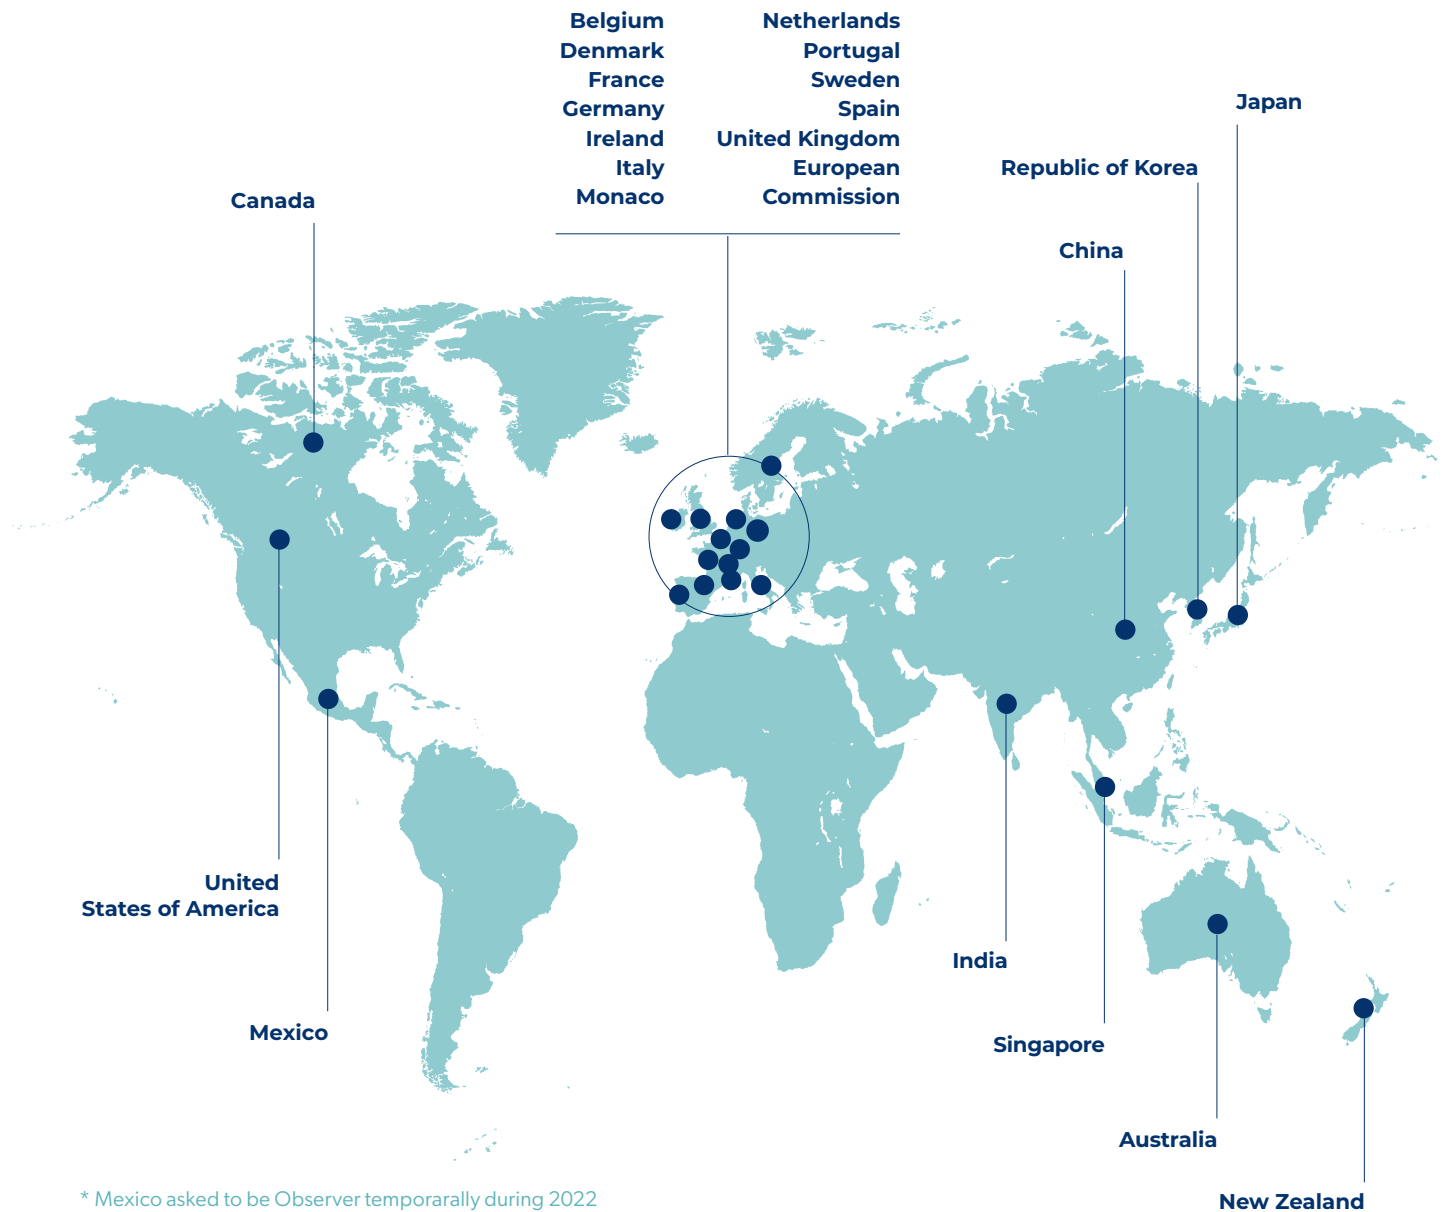 Belgium
Denmark
France
Germany
Ireland
Italy
Monaco
Netherlands
Portugal
Sweden
Spain
United Kingdom
European
Commission
Japan
Republic of Korea
Canada
China
United
States of America
India
Mexico
Singapore
Australia
* Mexico asked to be Observer temporarally during 2022
New Zealand